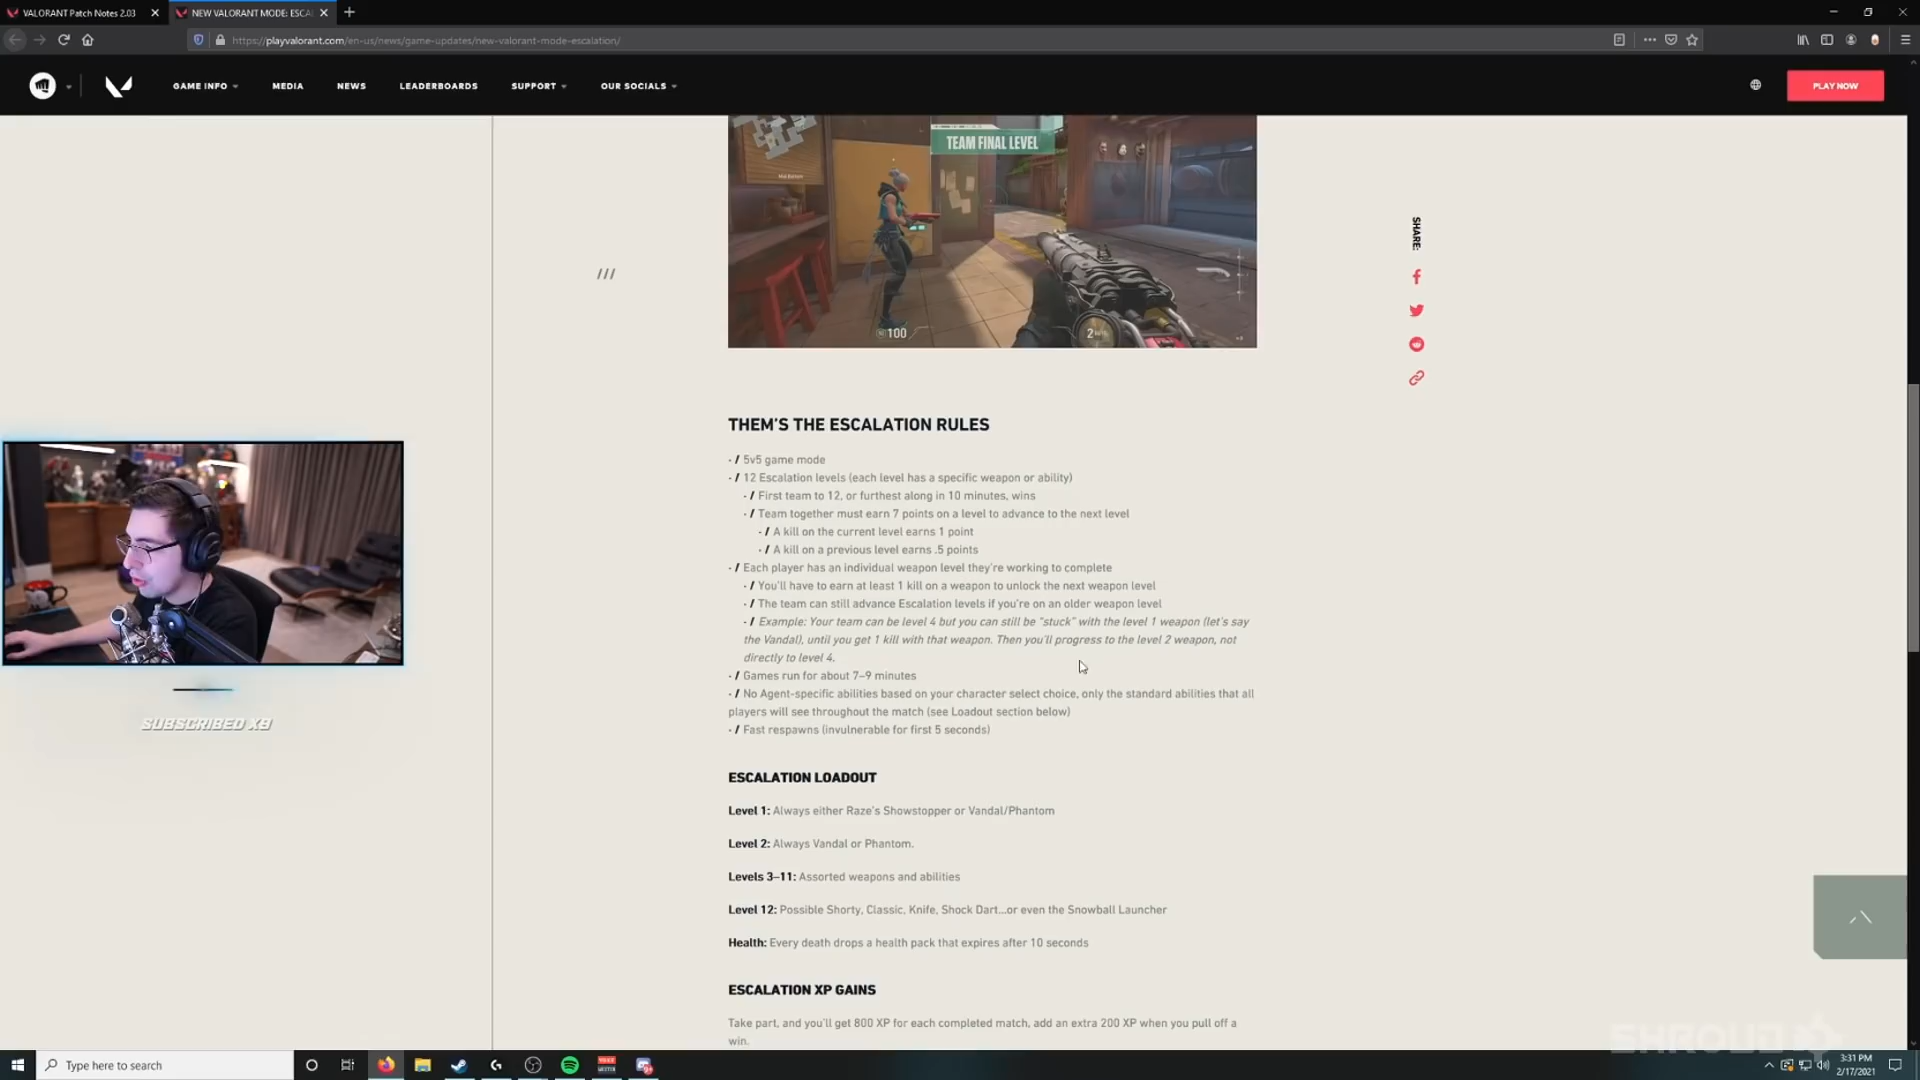 VALORANT Patch Notes 2.03
NEW VALORANT MODE: ESCA
https://playvalorant.com/en-us/news/game-updates/new-valorant-mode-escalation/
GAME INFO
MEDIA
NEWS
LEADERBOARDS
SUPPORT
OUR SOCIALS
PLAY NOW
TEAM FINAL LEVEL
100
2
SHARE:
THEM'S THE ESCALATION RULES
- / 5v5 game mode
- / 12 Escalation levels (each level has a specific weapon or ability)
- / First team to 12, or furthest along in 10 minutes, wins
- / Team together must earn 7 points on a level to advance to the next level
- / A kill on the current level earns 1 point
- / A kill on a previous level earns .5 points
- / Each player has an individual weapon level they're working to complete
- / You'll have to earn at least 1 kill on a weapon to unlock the next weapon level
- / The team can still advance Escalation levels if you're on an older weapon level
- / Example: Your team can be level 4 but you can still be "stuck" with the level 1 weapon (let's say
the Vandal), until you get 1 kill with that weapon. Then you'll progress to the level 2 weapon, not
directly to level 4.
- / Games run for about 7–9 minutes
- / No Agent-specific abilities based on your character select choice, only the standard abilities that all
players will see throughout the match (see Loadout section below)
- / Fast respawns (invulnerable for first 5 seconds)
SUBSCRIBED X8
ESCALATION LOADOUT
Level 1: Always either Raze's Showstopper or Vandal/Phantom
Level 2: Always Vandal or Phantom.
Levels 3–11: Assorted weapons and abilities
Level 12: Possible Shorty, Classic, Knife, Shock Dart...or even the Snowball Launcher
Health: Every death drops a health pack that expires after 10 seconds
ESCALATION XP GAINS
Take part, and you'll get 800 XP for each completed match, add an extra 200 XP when you pull off a
win.
SHROUD
Type here to search
3:31 PM
2/17/2021